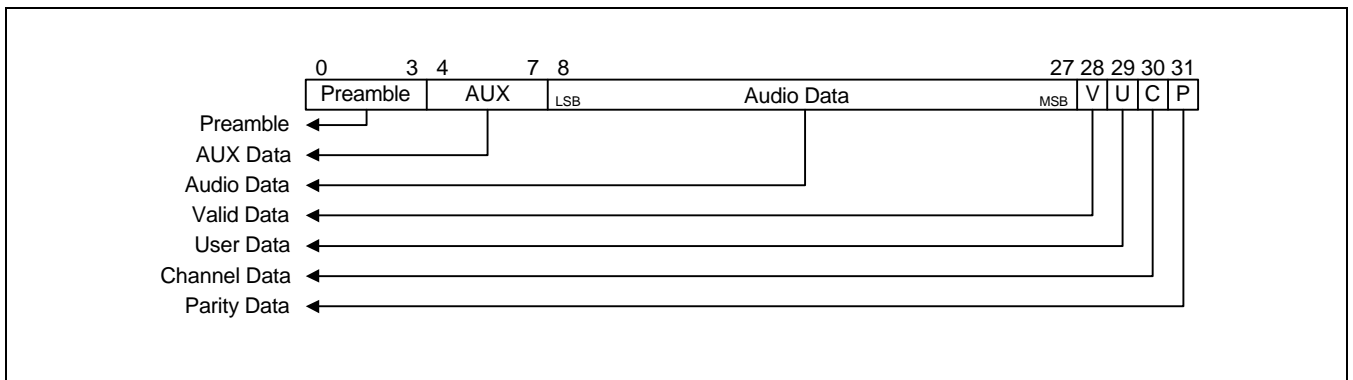 0 3 4 7 8 27 28 29 30 31
Preamble AUX LSB Audio Data MSB V U C P
Preamble
AUX Data
Audio Data
Valid Data
User Data
Channel Data
Parity Data